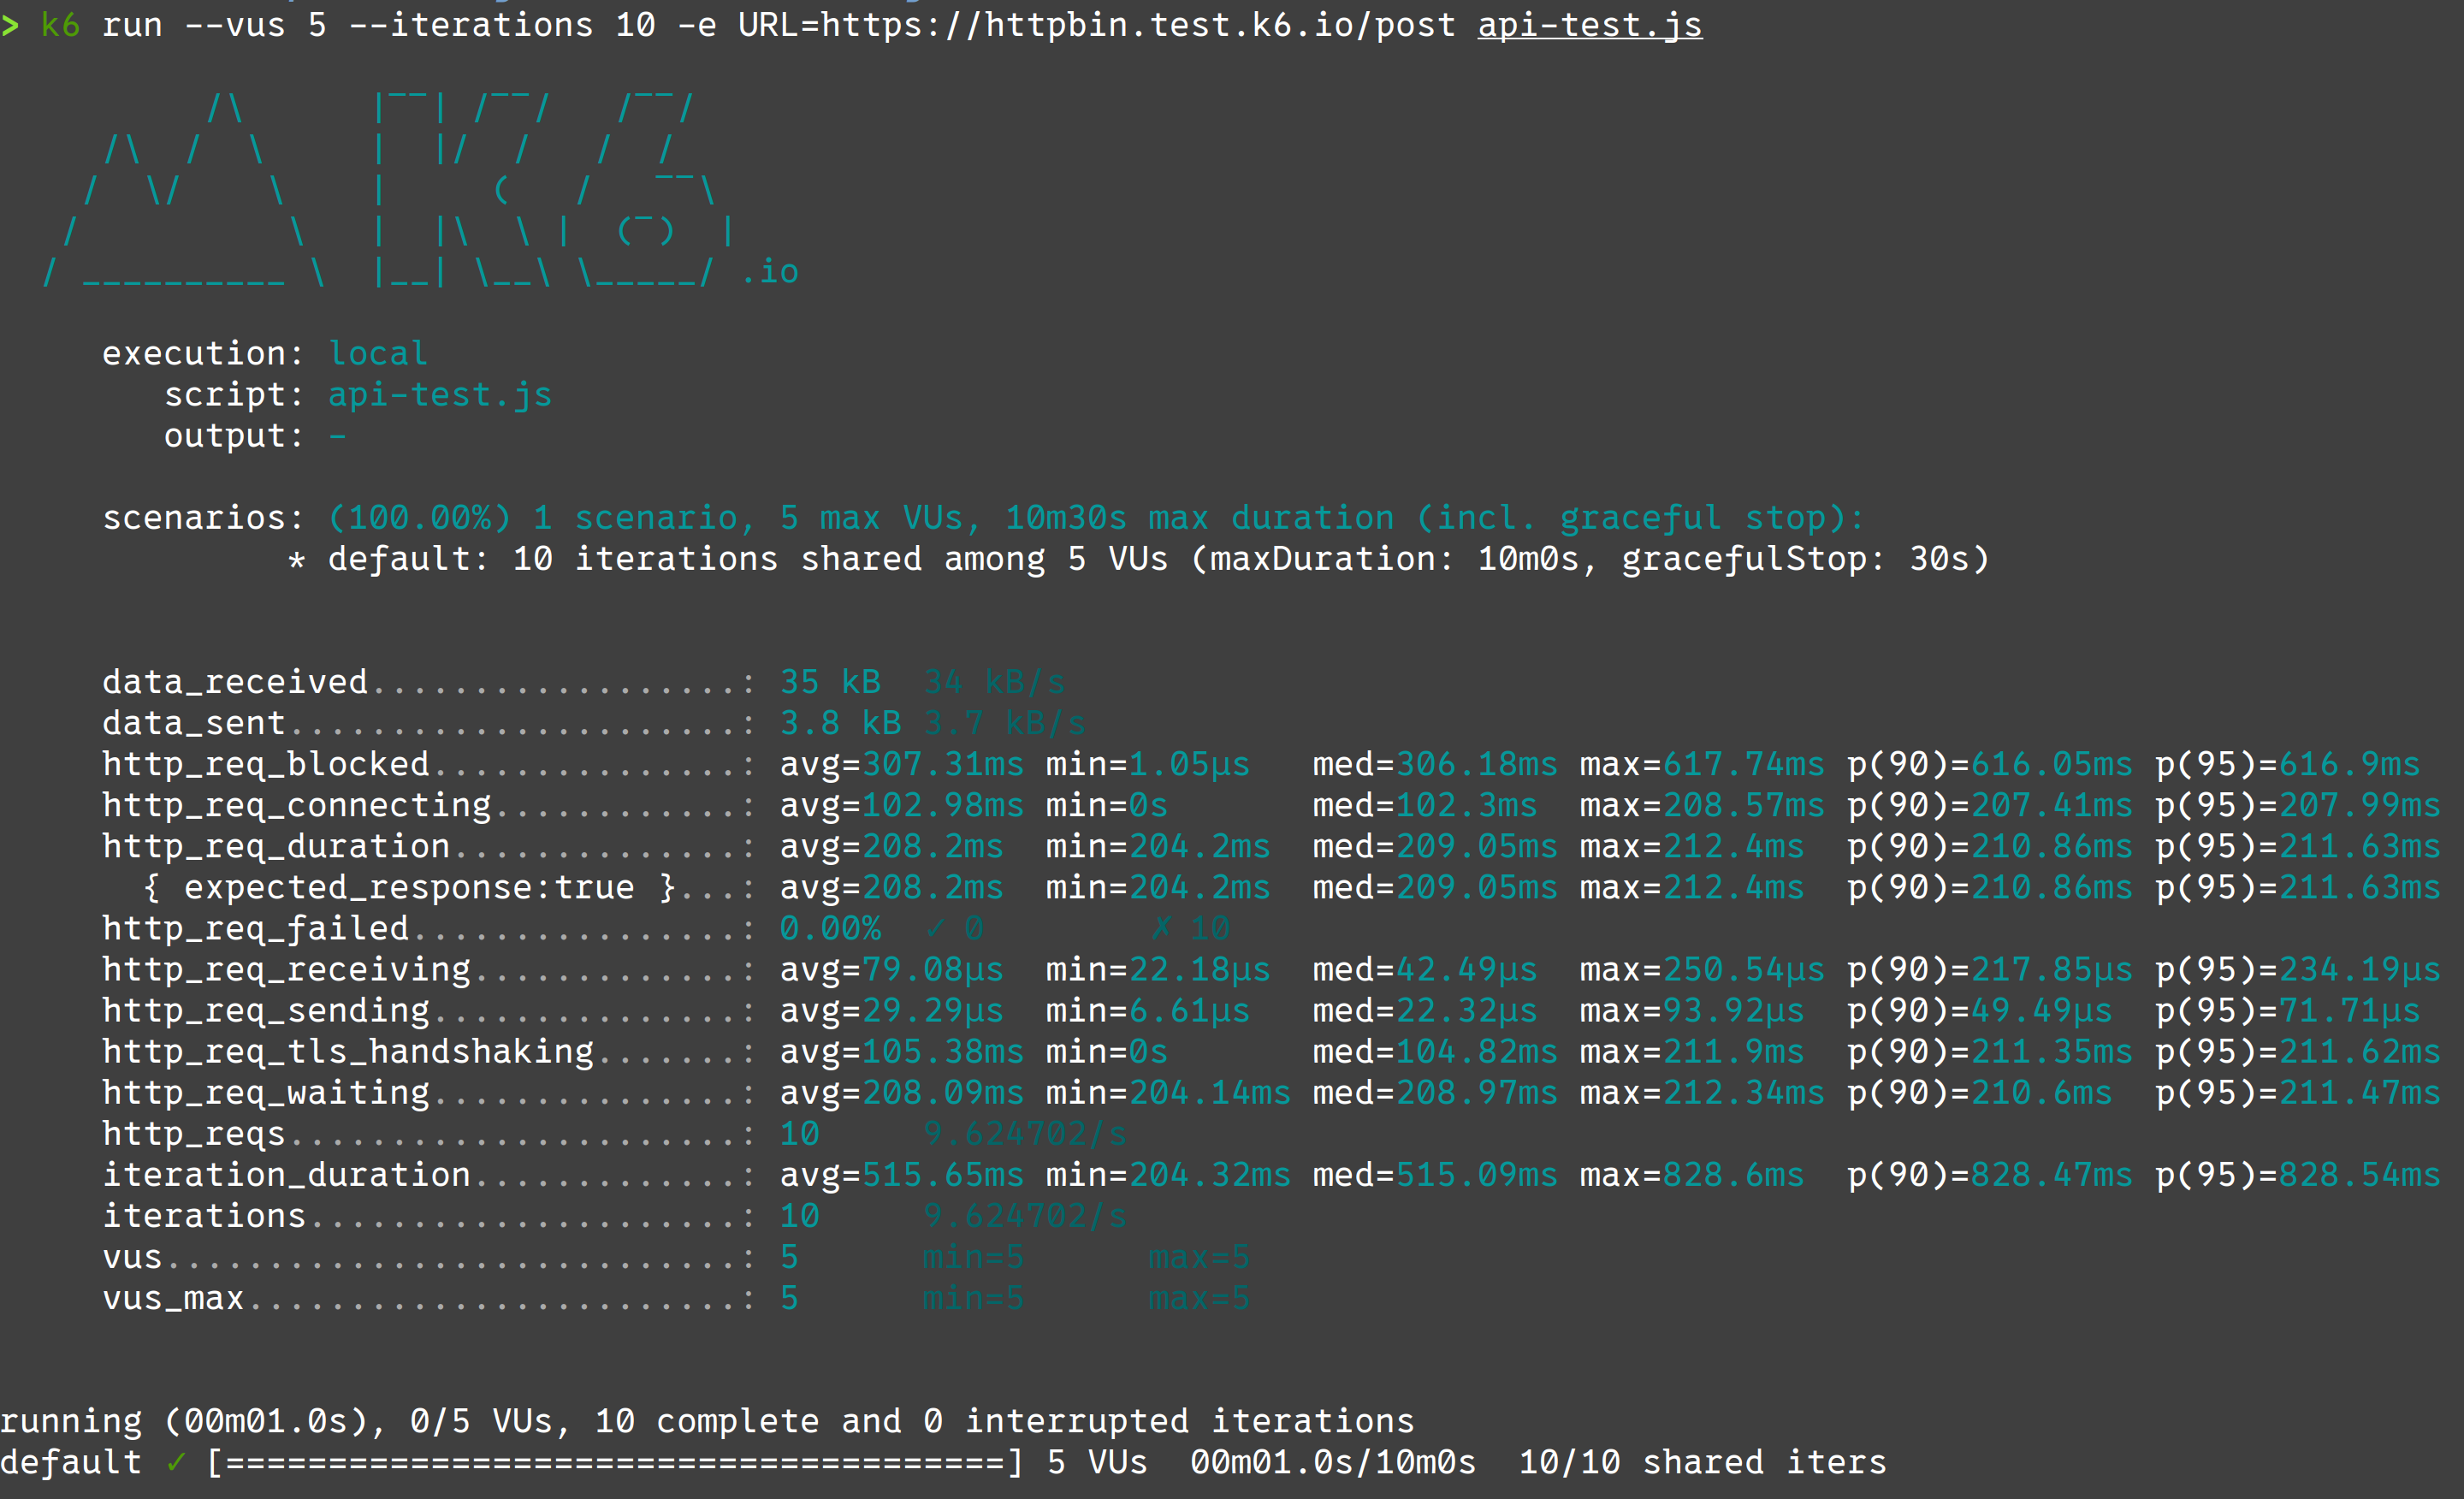 > k6 run --vus 5 --iterations 10 -e URL=https://httpbin.test.k6.io/post api-test.js
          /\      |‾‾| /‾‾/   /‾‾/
     /\  /  \     |  |/  /   /  /
    /  \/    \    |     (   /   ‾‾\
   /          \   |  |\  \ |  (‾)  |
  / __________ \  |__| \__\ \_____/ .io
execution: local
script: api-test.js
output: -
scenarios: (100.00%) 1 scenario, 5 max VUs, 10m30s max duration (incl. graceful stop):
* default: 10 iterations shared among 5 VUs (maxDuration: 10m0s, gracefulStop: 30s)
data_received..................: 35 kB 34 kB/s
data_sent......................: 3.8 kB 3.7 kB/s
http_req_blocked...............: avg=307.31ms min=1.05µs med=306.18ms max=617.74ms p(90)=616.05ms p(95)=616.9ms
http_req_connecting............: avg=102.98ms min=0s med=102.3ms max=208.57ms p(90)=207.41ms p(95)=207.99ms
http_req_duration..............: avg=208.2ms min=204.2ms med=209.05ms max=212.4ms p(90)=210.86ms p(95)=211.63ms
{ expected_response:true }...: avg=208.2ms min=204.2ms med=209.05ms max=212.4ms p(90)=210.86ms p(95)=211.63ms
http_req_failed................: 0.00% ✓ 0 ✗ 10
http_req_receiving.............: avg=79.08µs min=22.18µs med=42.49µs max=250.54µs p(90)=217.85µs p(95)=234.19µs
http_req_sending...............: avg=29.29µs min=6.61µs med=22.32µs max=93.92µs p(90)=49.49µs p(95)=71.71µs
http_req_tls_handshaking.......: avg=105.38ms min=0s med=104.82ms max=211.9ms p(90)=211.35ms p(95)=211.62ms
http_req_waiting...............: avg=208.09ms min=204.14ms med=208.97ms max=212.34ms p(90)=210.6ms p(95)=211.47ms
http_reqs......................: 10 9.624702/s
iteration_duration.............: avg=515.65ms min=204.32ms med=515.09ms max=828.6ms p(90)=828.47ms p(95)=828.54ms
iterations.....................: 10 9.624702/s
vus............................: 5 min=5 max=5
vus_max........................: 5 min=5 max=5
running (00m01.0s), 0/5 VUs, 10 complete and 0 interrupted iterations
default ✓ [======================================] 5 VUs 00m01.0s/10m0s 10/10 shared iters